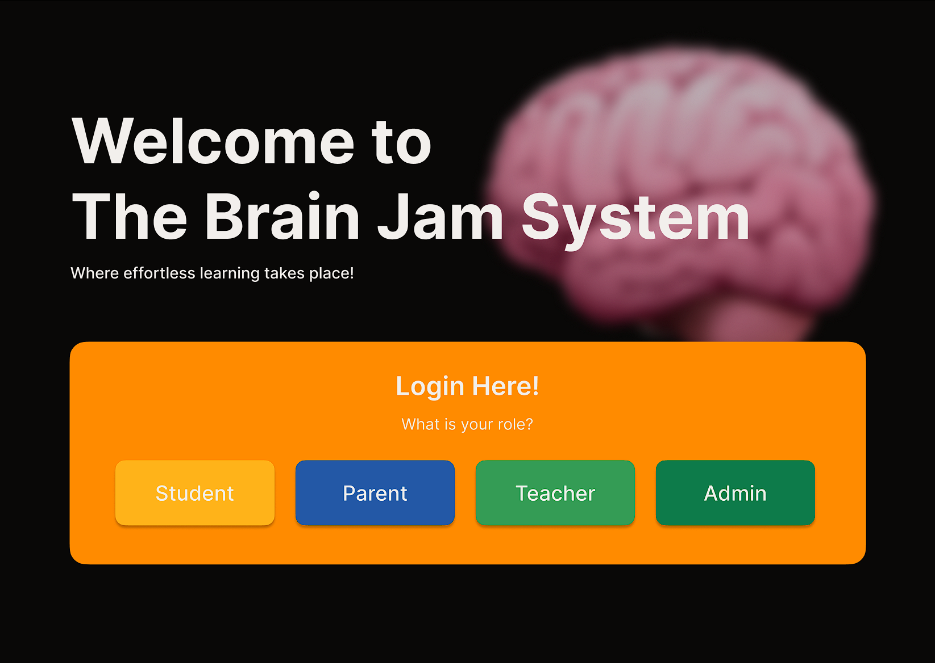 Welcome to
The Brain Jam System
Where effortless learning takes place!
Login Here!
What is your role?
Student
Parent
Teacher
Admin